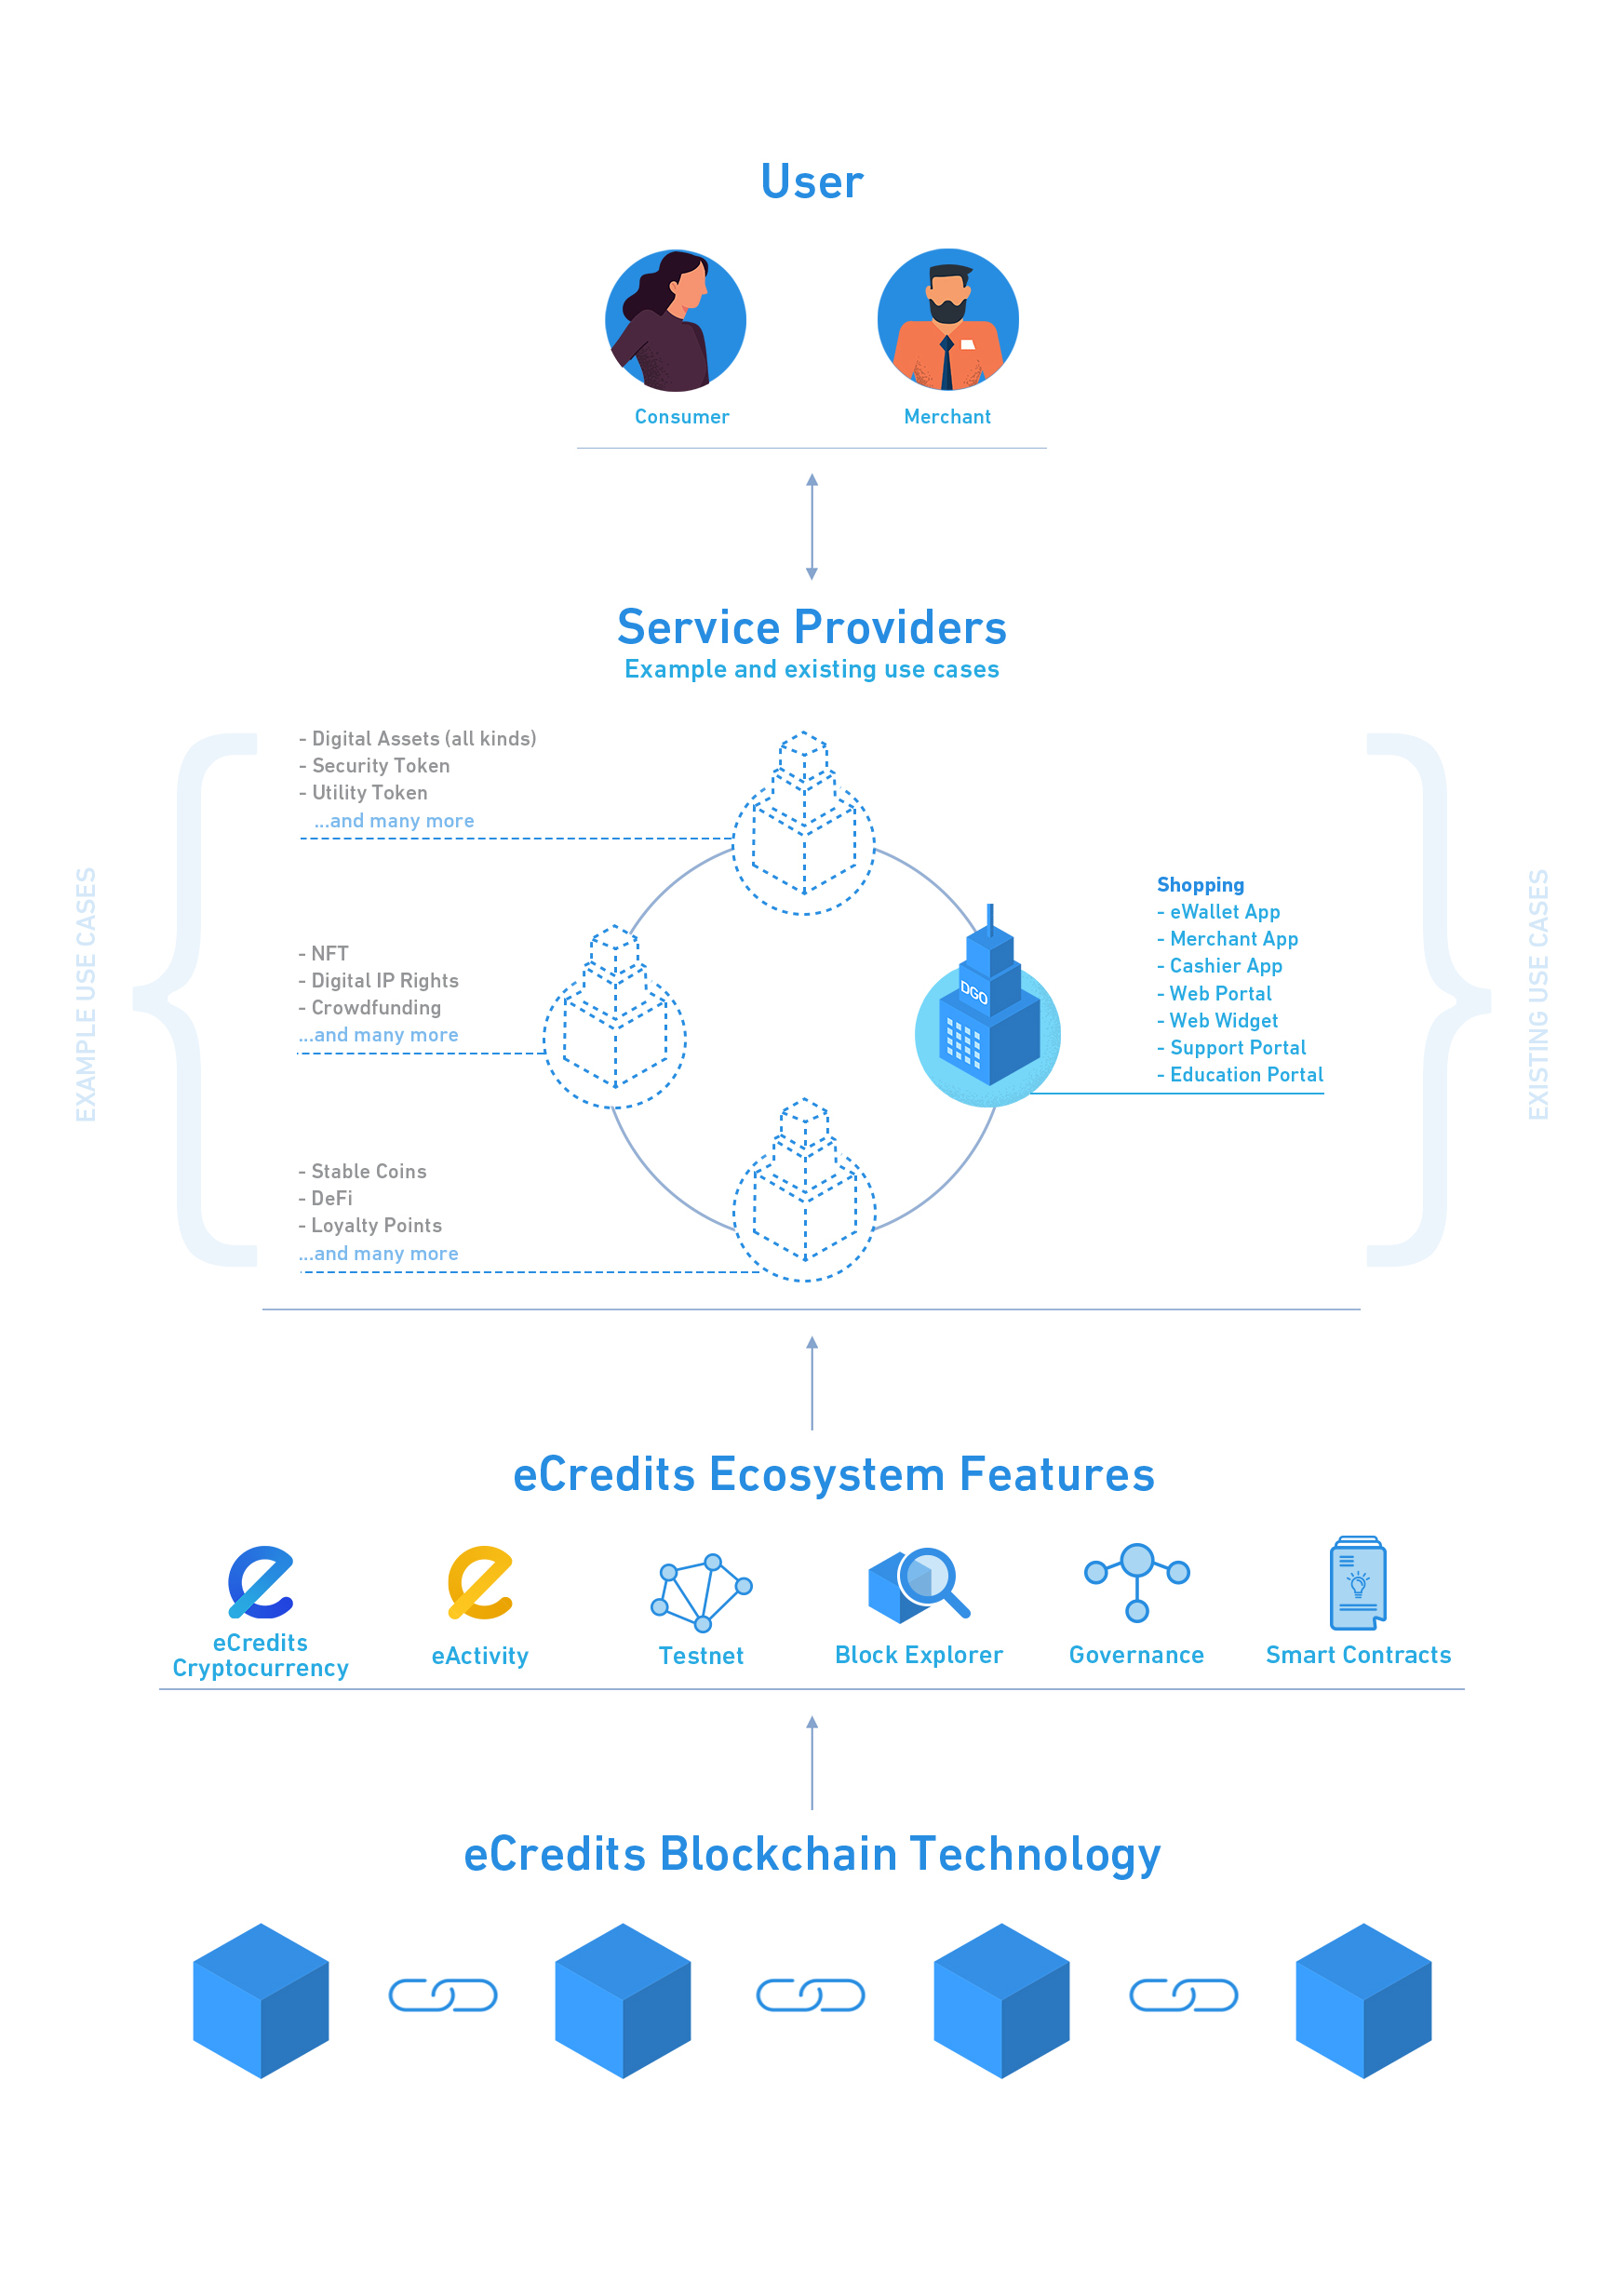 User
Consumer
Merchant
Service Providers
Example and existing use cases
EXAMPLE USE CASES
- Digital Assets (all kinds)
- Security Token
- Utility Token
...and many more
- NFT
- Digital IP Rights
- Crowdfunding
...and many more
- Stable Coins
- DeFi
- Loyalty Points
...and many more
DGO
Shopping
- eWallet App
- Merchant App
- Cashier App
- Web Portal
- Web Widget
- Support Portal
- Education Portal
EXISTING USE CASES
eCredits Ecosystem Features
eCredits
Cryptocurrency
eActivity
Testnet
Block Explorer
Governance
Smart Contracts
eCredits Blockchain Technology